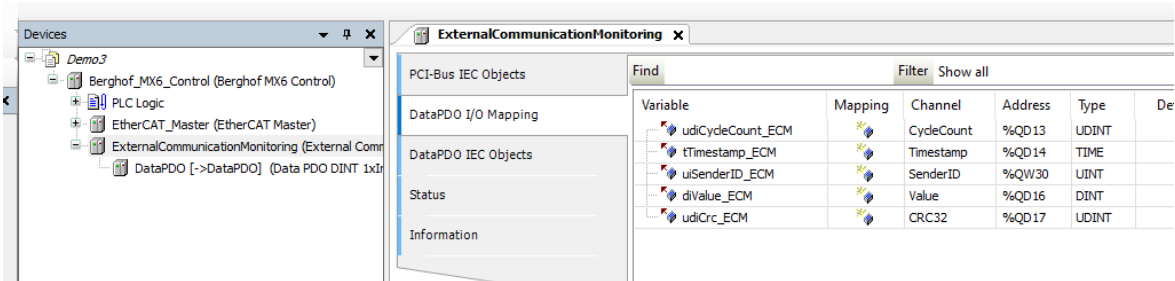 Devices
Demo3
Berghof_MX6_Control (Berghof MX6 Control)
PLC Logic
EtherCAT_Master (EtherCAT Master)
ExternalCommunicationMonitoring (External Comm
DataPDO [->DataPDO] (Data PDO DINT 1xIr
ExternalCommunicationMonitoring
PCI-Bus IEC Objects
DataPDO I/O Mapping
DataPDO IEC Objects
Status
Information
Find Filter Show all
Variable Mapping Channel Address Type De
udiCycleCount_ECM CycleCount %QD13 UDINT
tTimestamp_ECM Timestamp %QD14 TIME
uiSenderID_ECM SenderID %QW30 UINT
diValue_ECM Value %QD16 DINT
udiCrc_ECM CRC32 %QD17 UDINT